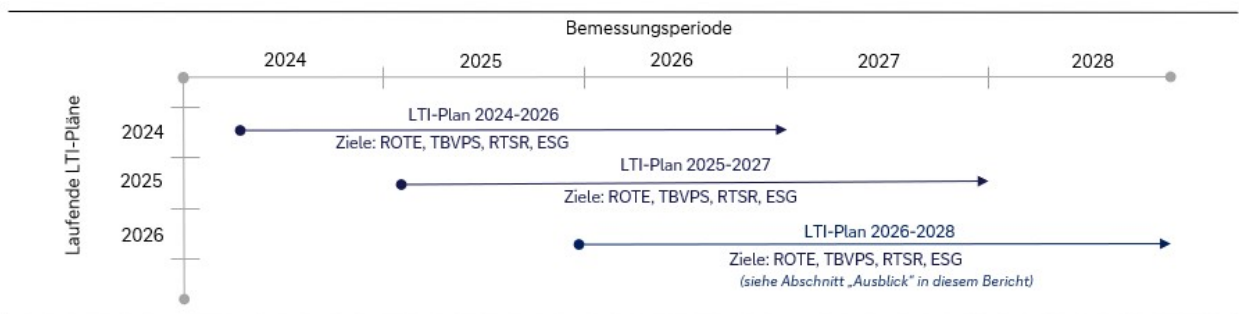 Bemessungsperiode
2024 2025 2026 2027 2028
Laufende LTI-Pläne
2024
LTI-Plan 2024-2026
Ziele: ROTE, TBVPS, RTSR, ESG
2025
LTI-Plan 2025-2027
Ziele: ROTE, TBVPS, RTSR, ESG
2026
LTI-Plan 2026-2028
Ziele: ROTE, TBVPS, RTSR, ESG
(siehe Abschnitt „Ausblick" in diesem Bericht)